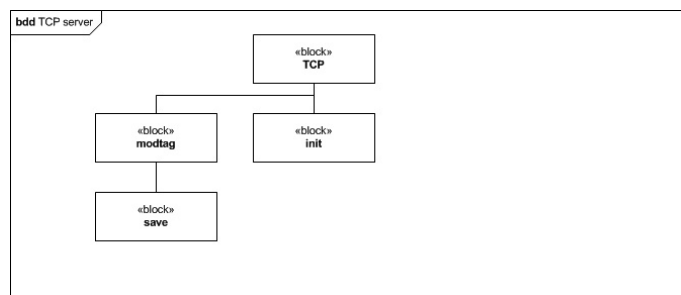 bdd TCP server
«block»
TCP
«block»
modtag
«block»
init
«block»
save